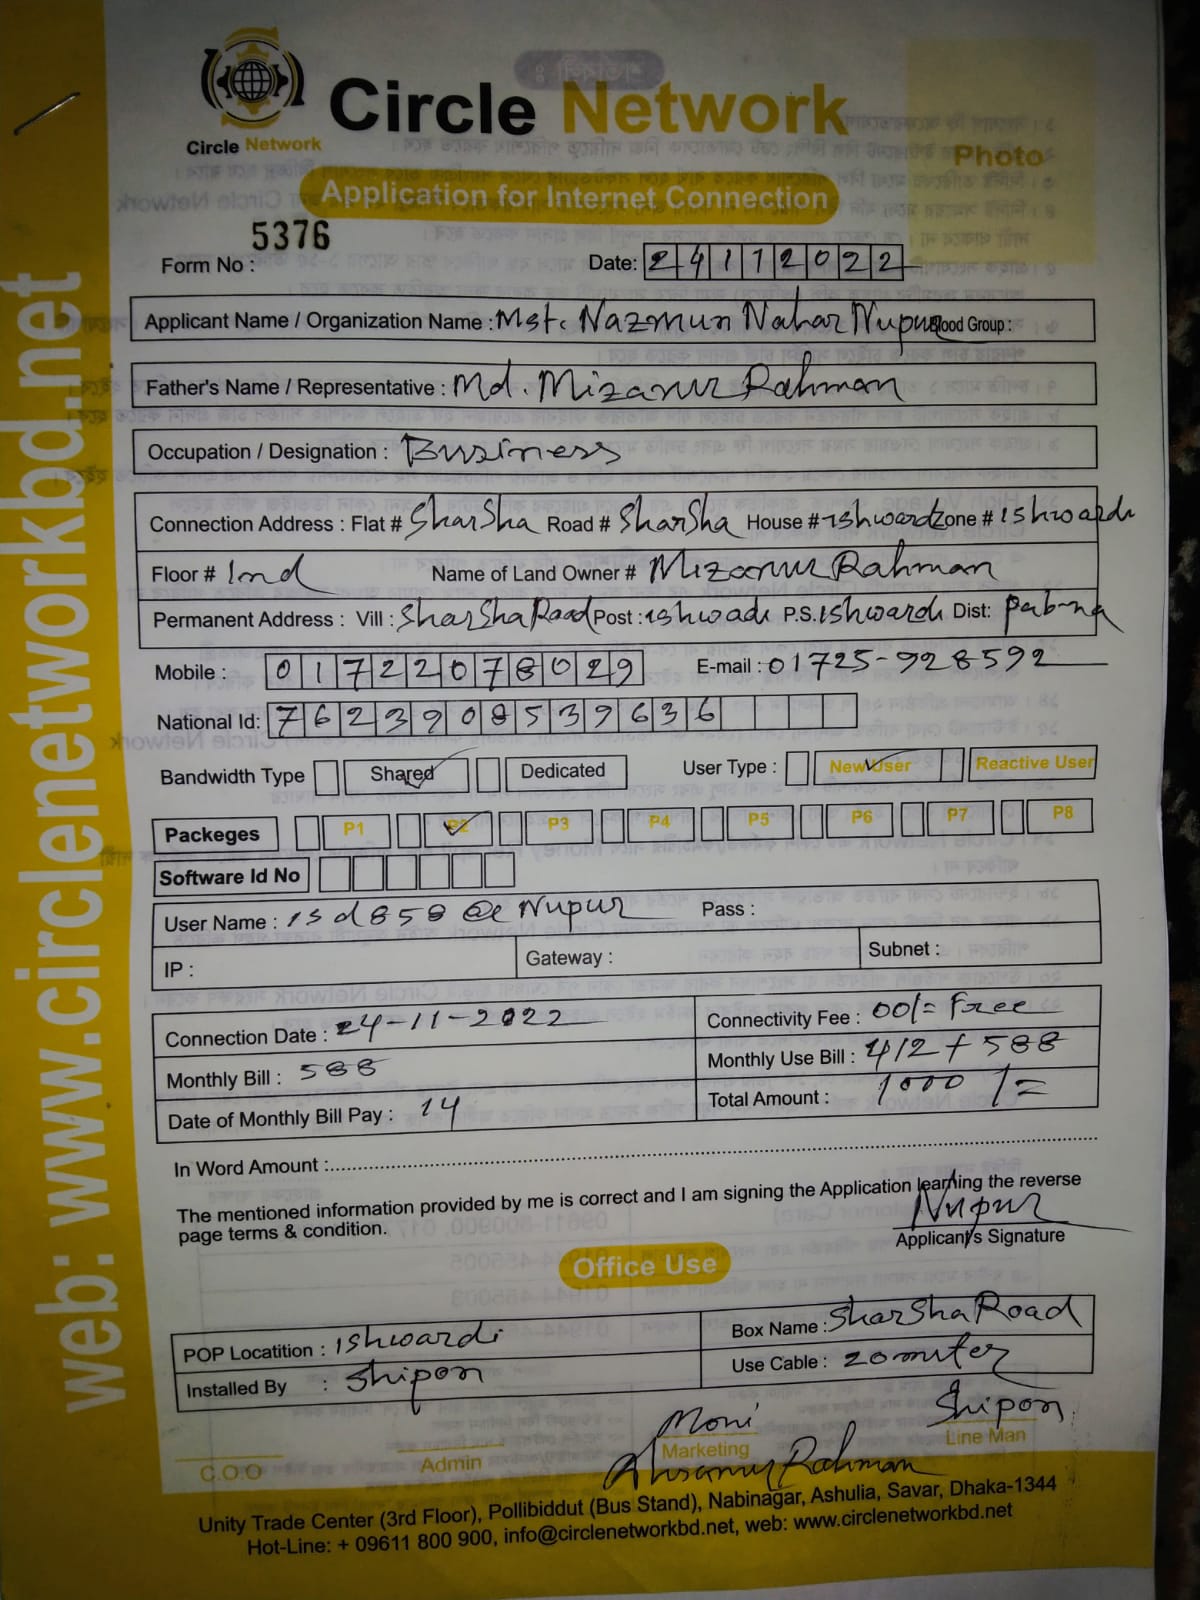 Circle Network
Circle Network
Photo
Application for Internet Connection
5376
Form No :
Date: 24112022
Applicant Name / Organization Name : Mst. Nazmun Nahar Nupur Blood Group :
Father's Name / Representative : Md. Mizanur Rahman
Occupation / Designation : Business
Connection Address : Flat # SharSha Road # SharSha House # ishwardi Zone # ishwardi
Floor # 1nd Name of Land Owner # Mizanur Rahman
Permanent Address : Vill : SharSha Road Post : ishwadi P.S. ishwardi Dist: Pabna
Mobile : 01722078029 E-mail : 01725-928592
National Id: 7623908539636
Bandwidth Type Shared Dedicated User Type : New User Reactive User
Packeges P1 P2 P3 P4 P5 P6 P7 P8
Software Id No
User Name : isd858@cNupur Pass :
IP : Gateway : Subnet :
Connection Date : 24-11-2022 Connectivity Fee : 00/= Free
Monthly Bill : 588 Monthly Use Bill : 412 + 588
Date of Monthly Bill Pay : 14 Total Amount : 1000/=
In Word Amount :
The mentioned information provided by me is correct and I am signing the Application learning the reverse
page terms & condition.
Nupur
Applicant's Signature
Office Use
POP Locatition : ishwardi Box Name : SharSha Road
Installed By : Shipon Use Cable : 20 miter
Moni Shipon
C.O.O Admin Marketing Line Man
Rahman
Unity Trade Center (3rd Floor), Pollibiddut (Bus Stand), Nabinagar, Ashulia, Savar, Dhaka-1344
Hot-Line: + 09611 800 900, info@circlenetworkbd.net, web: www.circlenetworkbd.net
web: www.circlenetworkbd.net